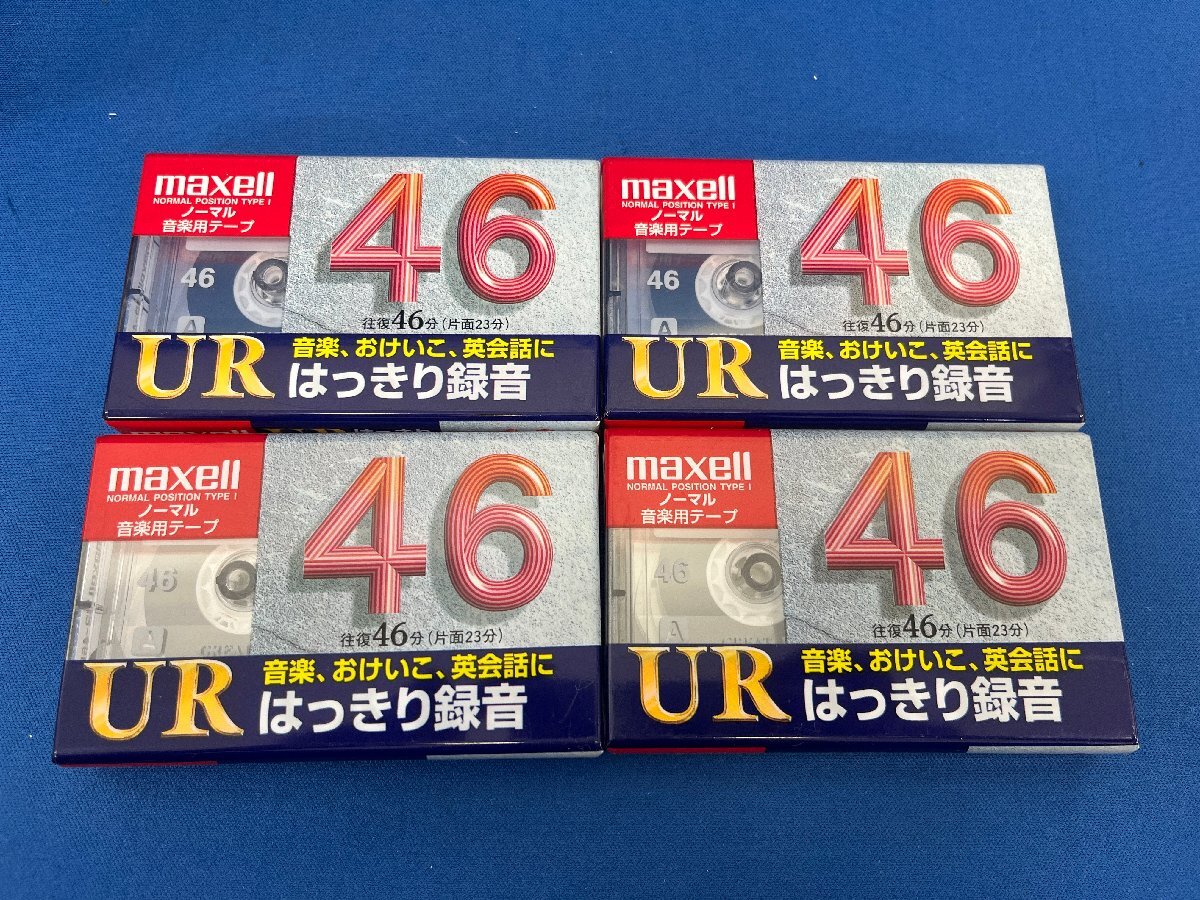 maxell
NORMAL POSITION TYPE I
ノーマル
音楽用テープ
46
46
A
往復46分(片面23分)
UR
音楽、おけいこ、英会話に
はっきり録音
maxell
NORMAL POSITION TYPE I
ノーマル
音楽用テープ
46
46
A
往復46分(片面23分)
UR
音楽、おけいこ、英会話に
はっきり録音
maxell
NORMAL POSITION TYPE I
ノーマル
音楽用テープ
46
46
A
往復46分(片面23分)
UR
音楽、おけいこ、英会話に
はっきり録音
maxell
NORMAL POSITION TYPE I
ノーマル
音楽用テープ
46
46
A
GREAT
往復46分(片面23分)
UR
音楽、おけいこ、英会話に
はっきり録音